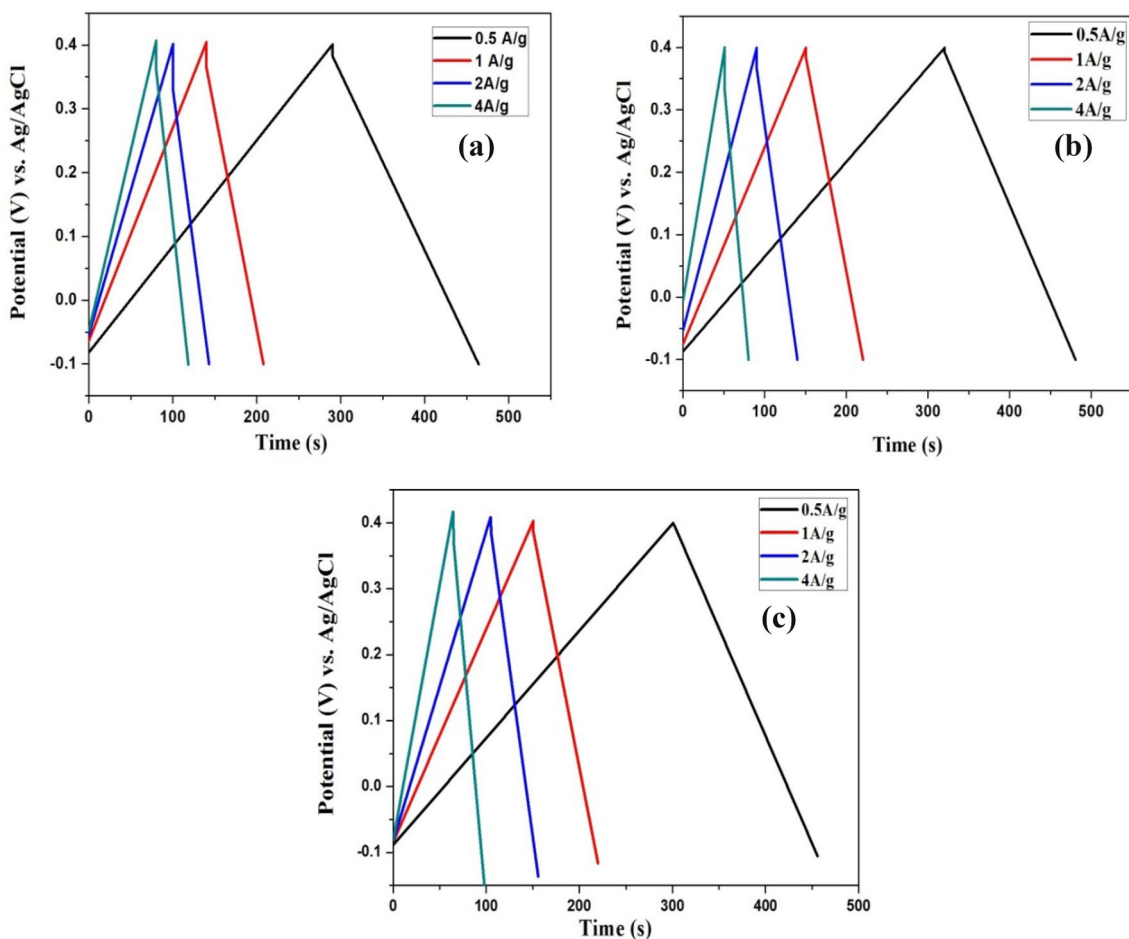 0.5 A/g
1 A/g
2A/g
4A/g
(a)
0.4
0.3
0.2
0.1
0.0
-0.1
Potential (V) vs. Ag/AgCl
0 100 200 300 400 500
Time (s)
0.5A/g
1A/g
2A/g
4A/g
(b)
0.4
0.3
0.2
0.1
0.0
-0.1
Potential (V) vs. Ag/AgCl
0 100 200 300 400 500
Time (s)
0.5A/g
1A/g
2A/g
4A/g
(c)
0.4
0.3
0.2
0.1
0.0
-0.1
Potential (V) vs. Ag/AgCl
0 100 200 300 400 500
Time (s)